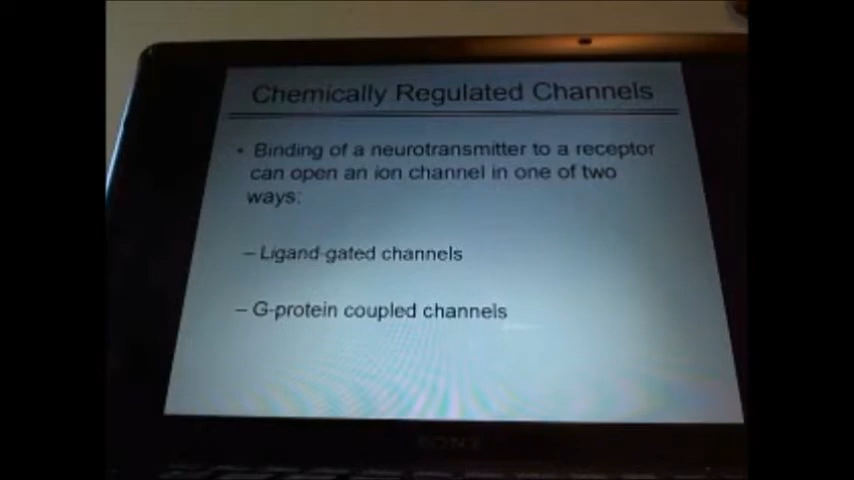 Chemically Regulated Channels
• Binding of a neurotransmitter to a receptor
can open an ion channel in one of two
ways:
– Ligand-gated channels
– G-protein coupled channels
SONY